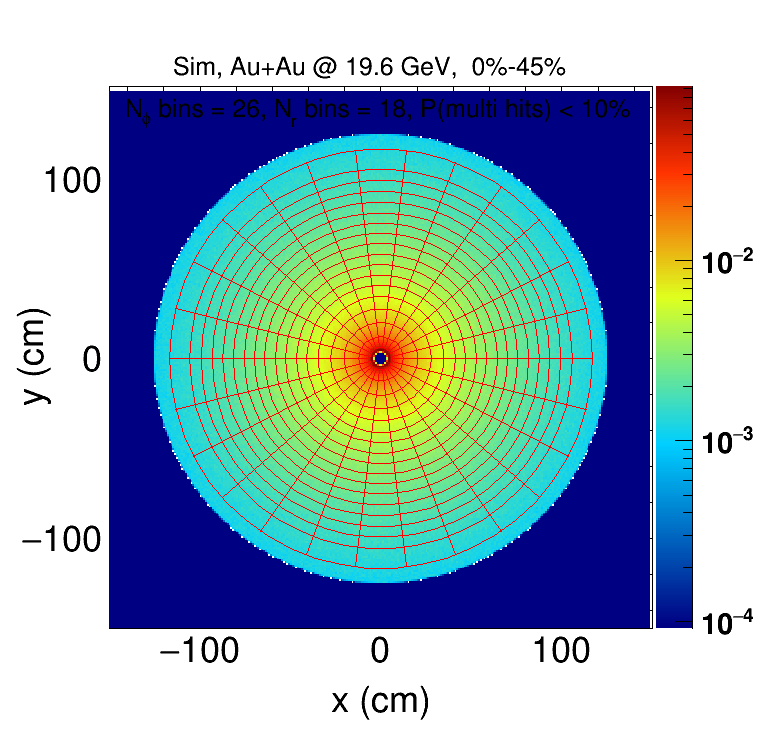 Sim, Au+Au @ 19.6 GeV, 0%-45%
N_ϕ bins = 26, N_r bins = 18, P(multi hits) < 10%
100
0
−100
y (cm)
−100 0 100
x (cm)
10⁻²
10⁻³
10⁻⁴